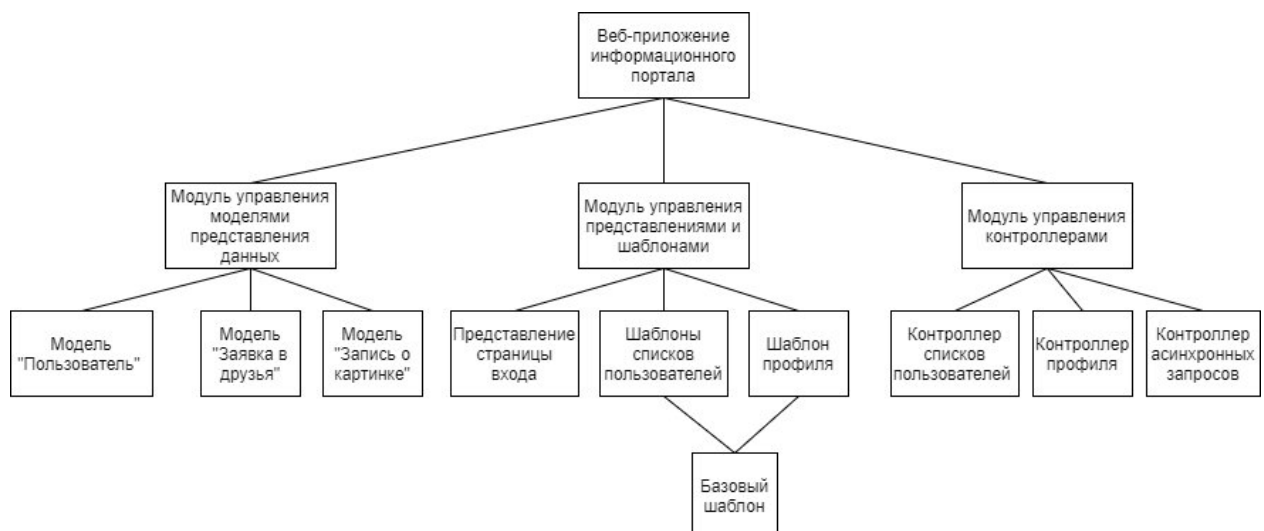 Веб-приложение
информационного
портала
Модуль управления
моделями
представления
данных
Модуль управления
представлениями и
шаблонами
Модуль управления
контроллерами
Модель
"Пользователь"
Модель
"Заявка в
друзья"
Модель
"Запись о
картинке"
Представление
страницы
входа
Шаблоны
списков
пользователей
Шаблон
профиля
Контроллер
списков
пользователей
Контроллер
профиля
Контроллер
асинхронных
запросов
Базовый
шаблон